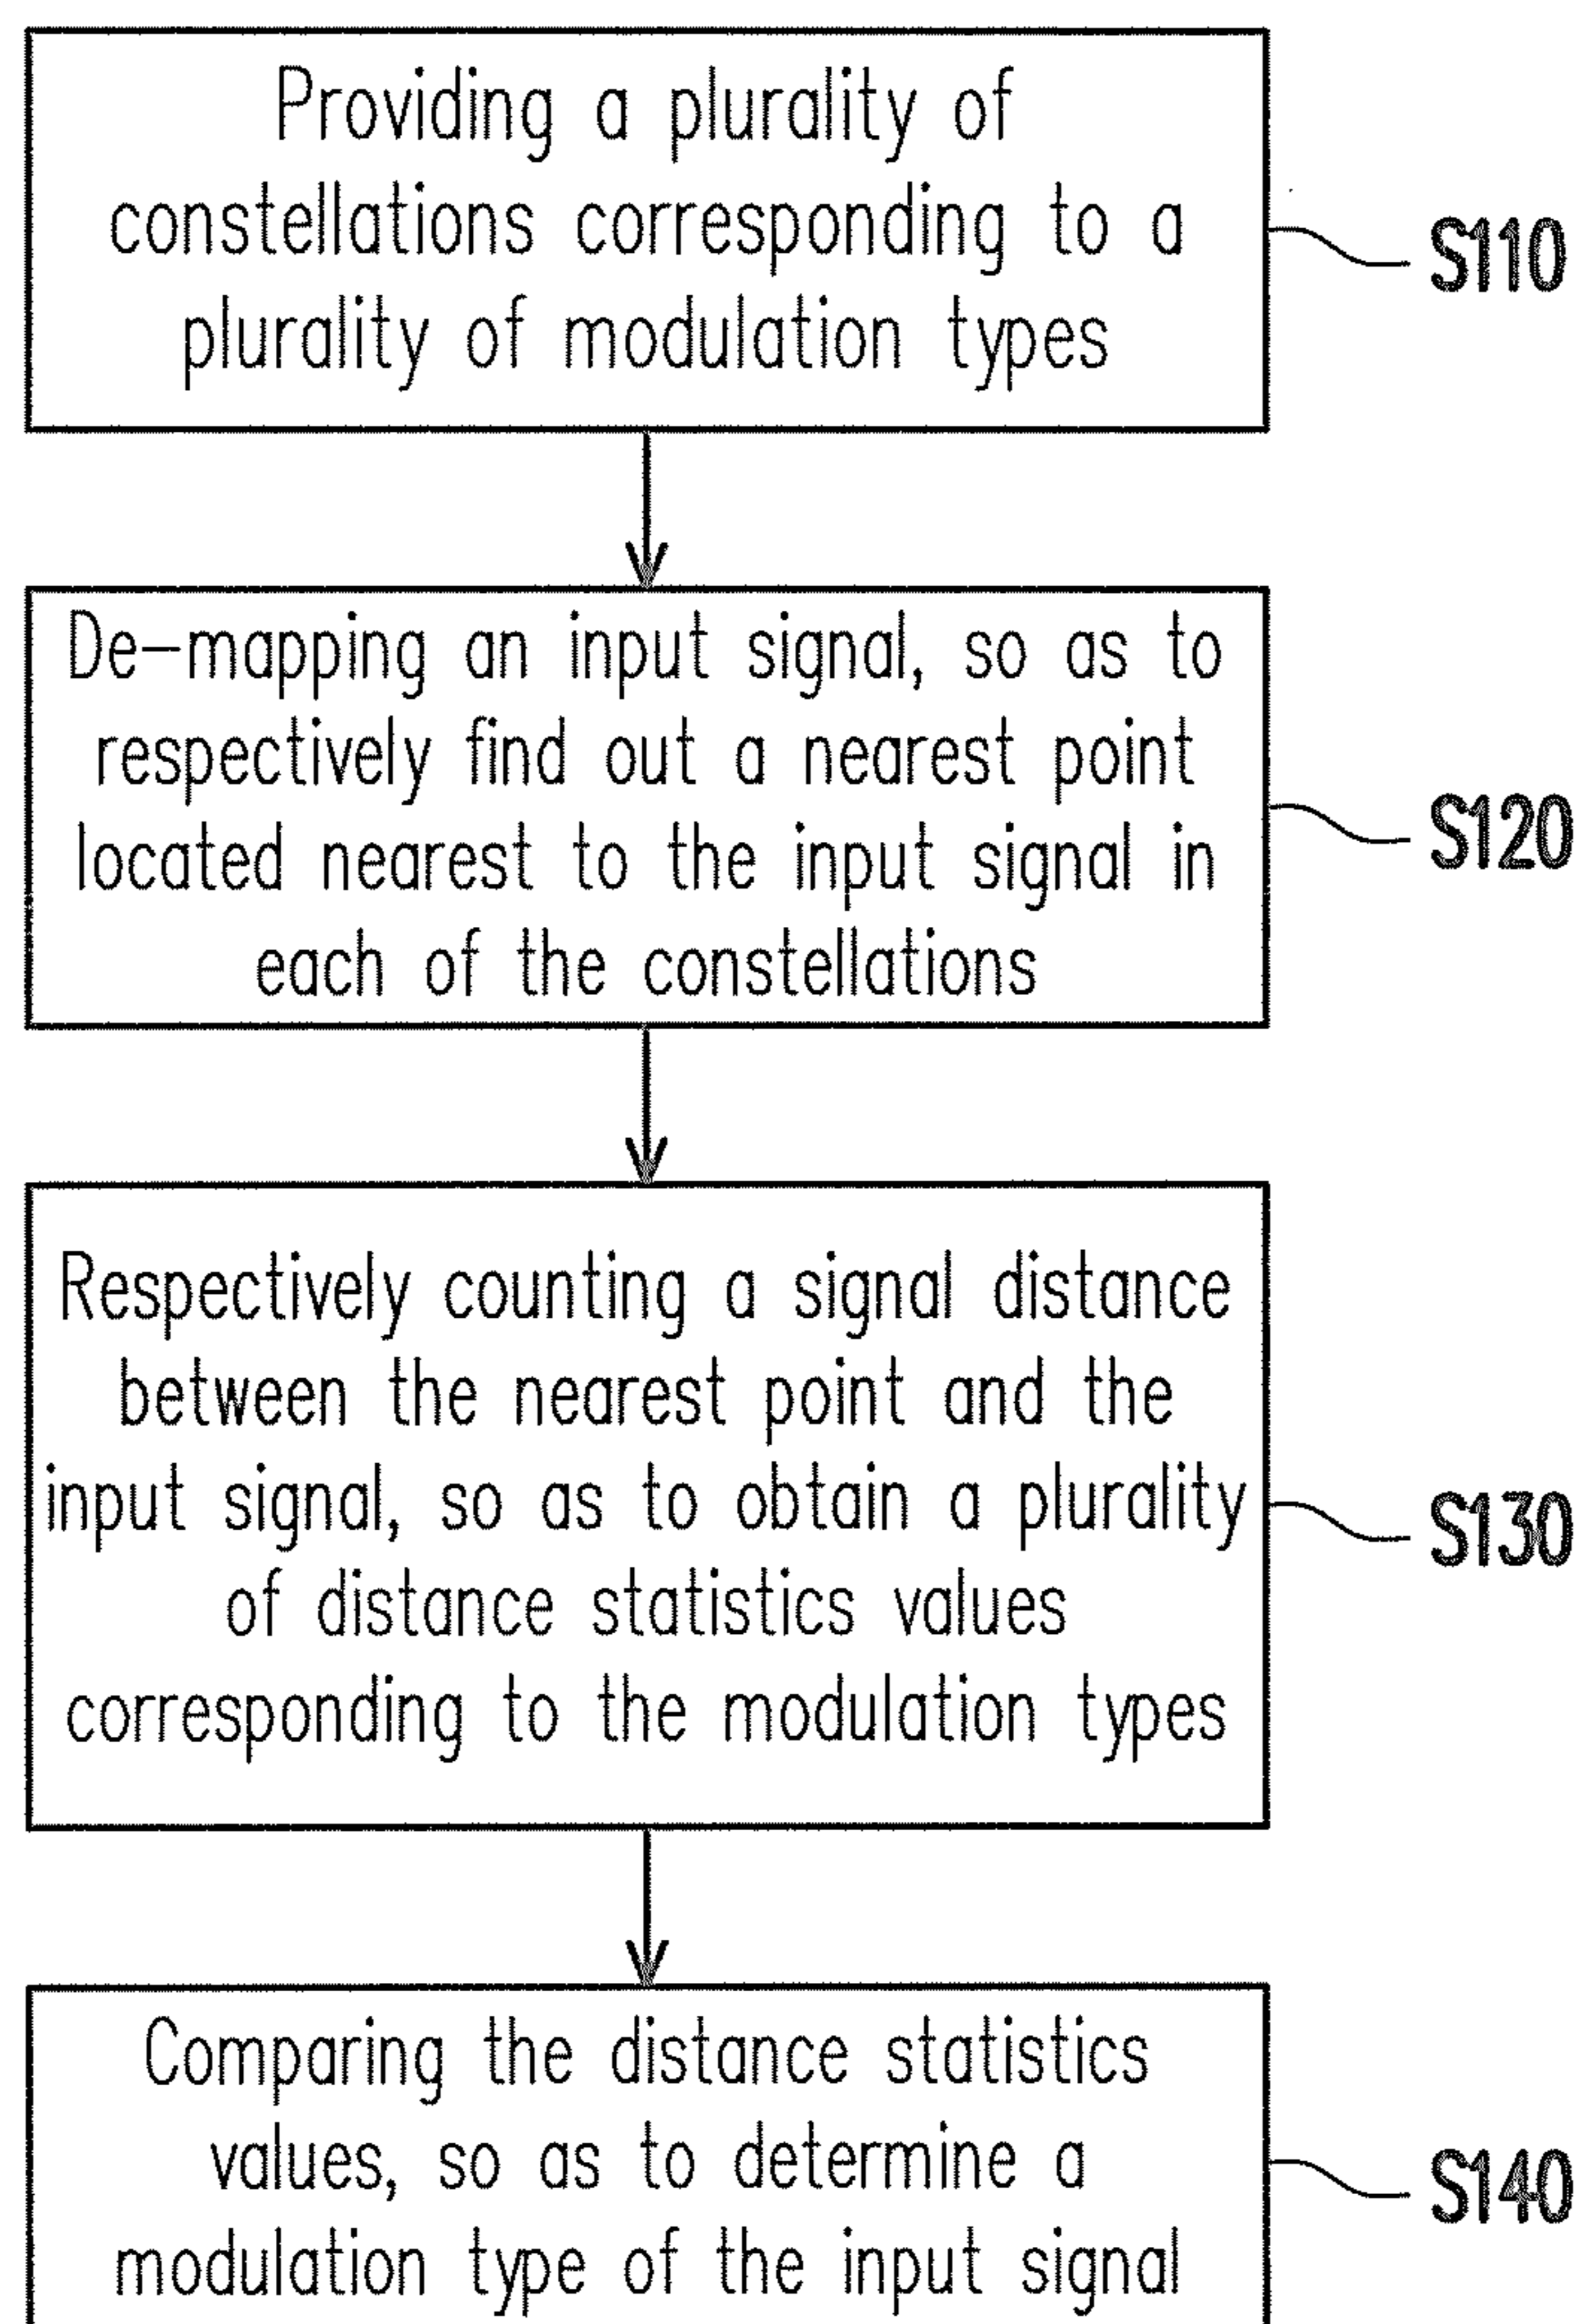 Providing a plurality of
constellations corresponding to a
plurality of modulation types
S110
De-mapping an input signal, so as to
respectively find out a nearest point
located nearest to the input signal in
each of the constellations
S120
Respectively counting a signal distance
between the nearest point and the
input signal, so as to obtain a plurality
of distance statistics values
corresponding to the modulation types
S130
Comparing the distance statistics
values, so as to determine a
modulation type of the input signal
S140